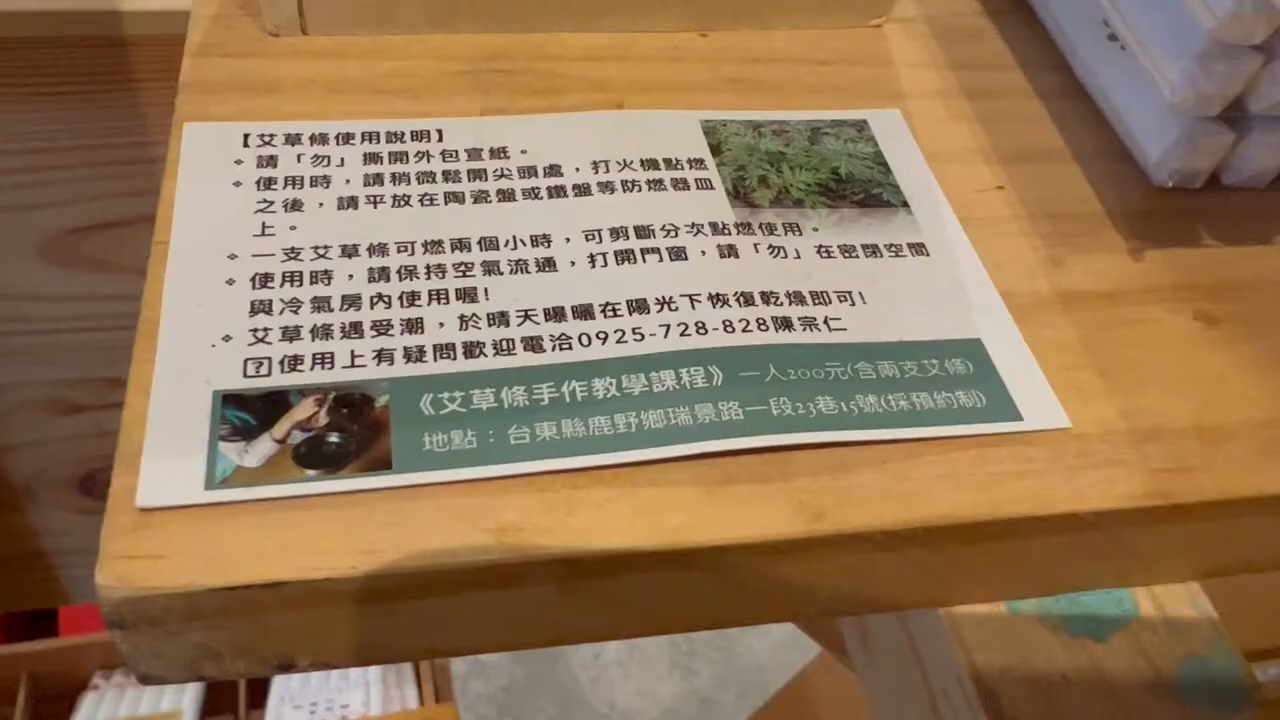 【艾草條使用說明】
❖ 請「勿」撕開外包宣紙。
❖ 使用時，請稍微鬆開尖頭處，打火機點燃
之後，請平放在陶瓷盤或鐵盤等防燃器皿
上。
❖ 一支艾草條可燃兩個小時，可剪斷分次點燃使用。
❖ 使用時，請保持空氣流通，打開門窗，請「勿」在密閉空間
與冷氣房內使用喔!
❖ 艾草條遇受潮，於晴天曝曬在陽光下恢復乾燥即可!
?使用上有疑問歡迎電洽0925-728-828陳宗仁
《艾草條手作教學課程》一人200元(含兩支艾條)
地點：台東縣鹿野鄉瑞景路一段23巷15號(採預約制)